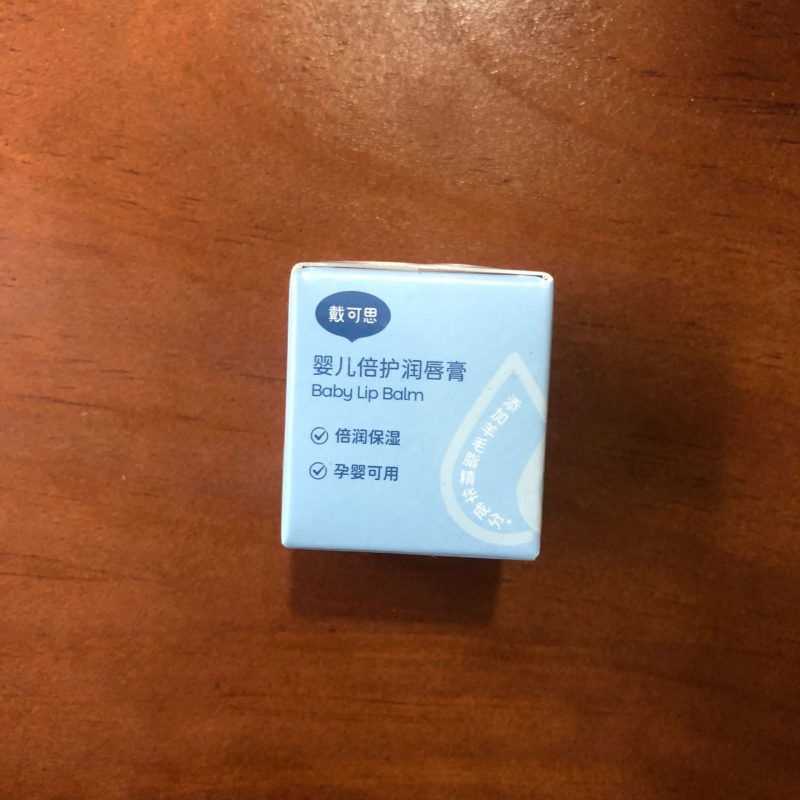 戴可思
婴儿倍护润唇膏
Baby Lip Balm
倍润保湿
孕婴可用
添加羊毛脂精华成分*